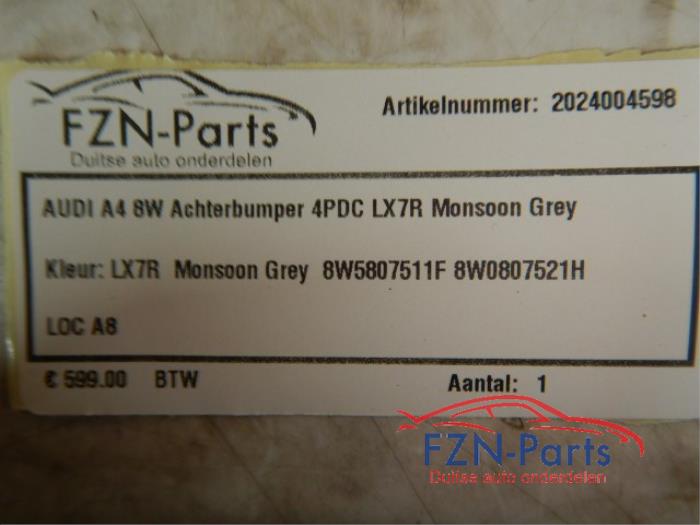 FZN-Parts
Duitse auto onderdelen
Artikelnummer: 2024004598
AUDI A4 8W Achterbumper 4PDC LX7R Monsoon Grey
Kleur: LX7R Monsoon Grey 8W5807511F 8W0807521H
LOC A8
€ 599.00 BTW Aantal: 1
FZN-Parts
Duitse auto onderdelen